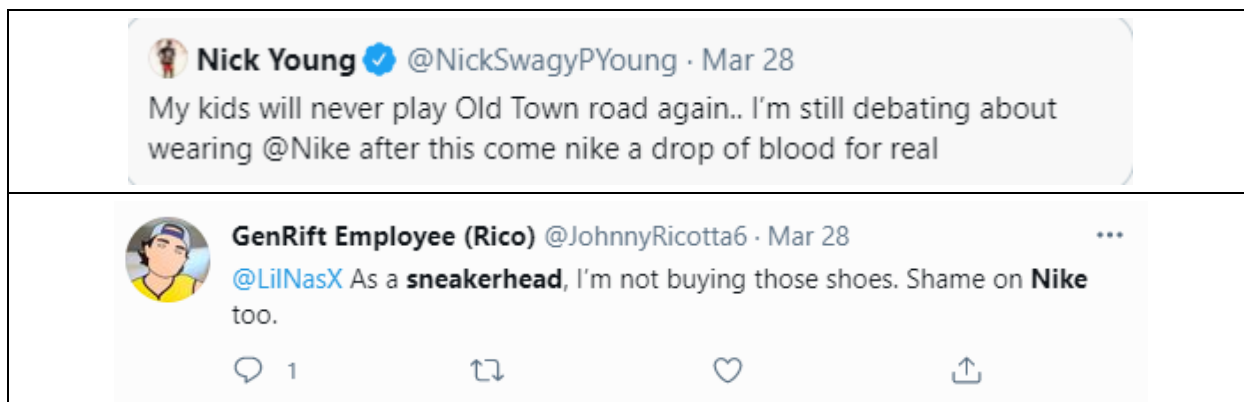 Nick Young @NickSwagyPYoung · Mar 28
My kids will never play Old Town road again.. I'm still debating about
wearing @Nike after this come nike a drop of blood for real
GenRift Employee (Rico) @JohnnyRicotta6 · Mar 28
@LilNasX As a sneakerhead, I'm not buying those shoes. Shame on Nike
too.
1